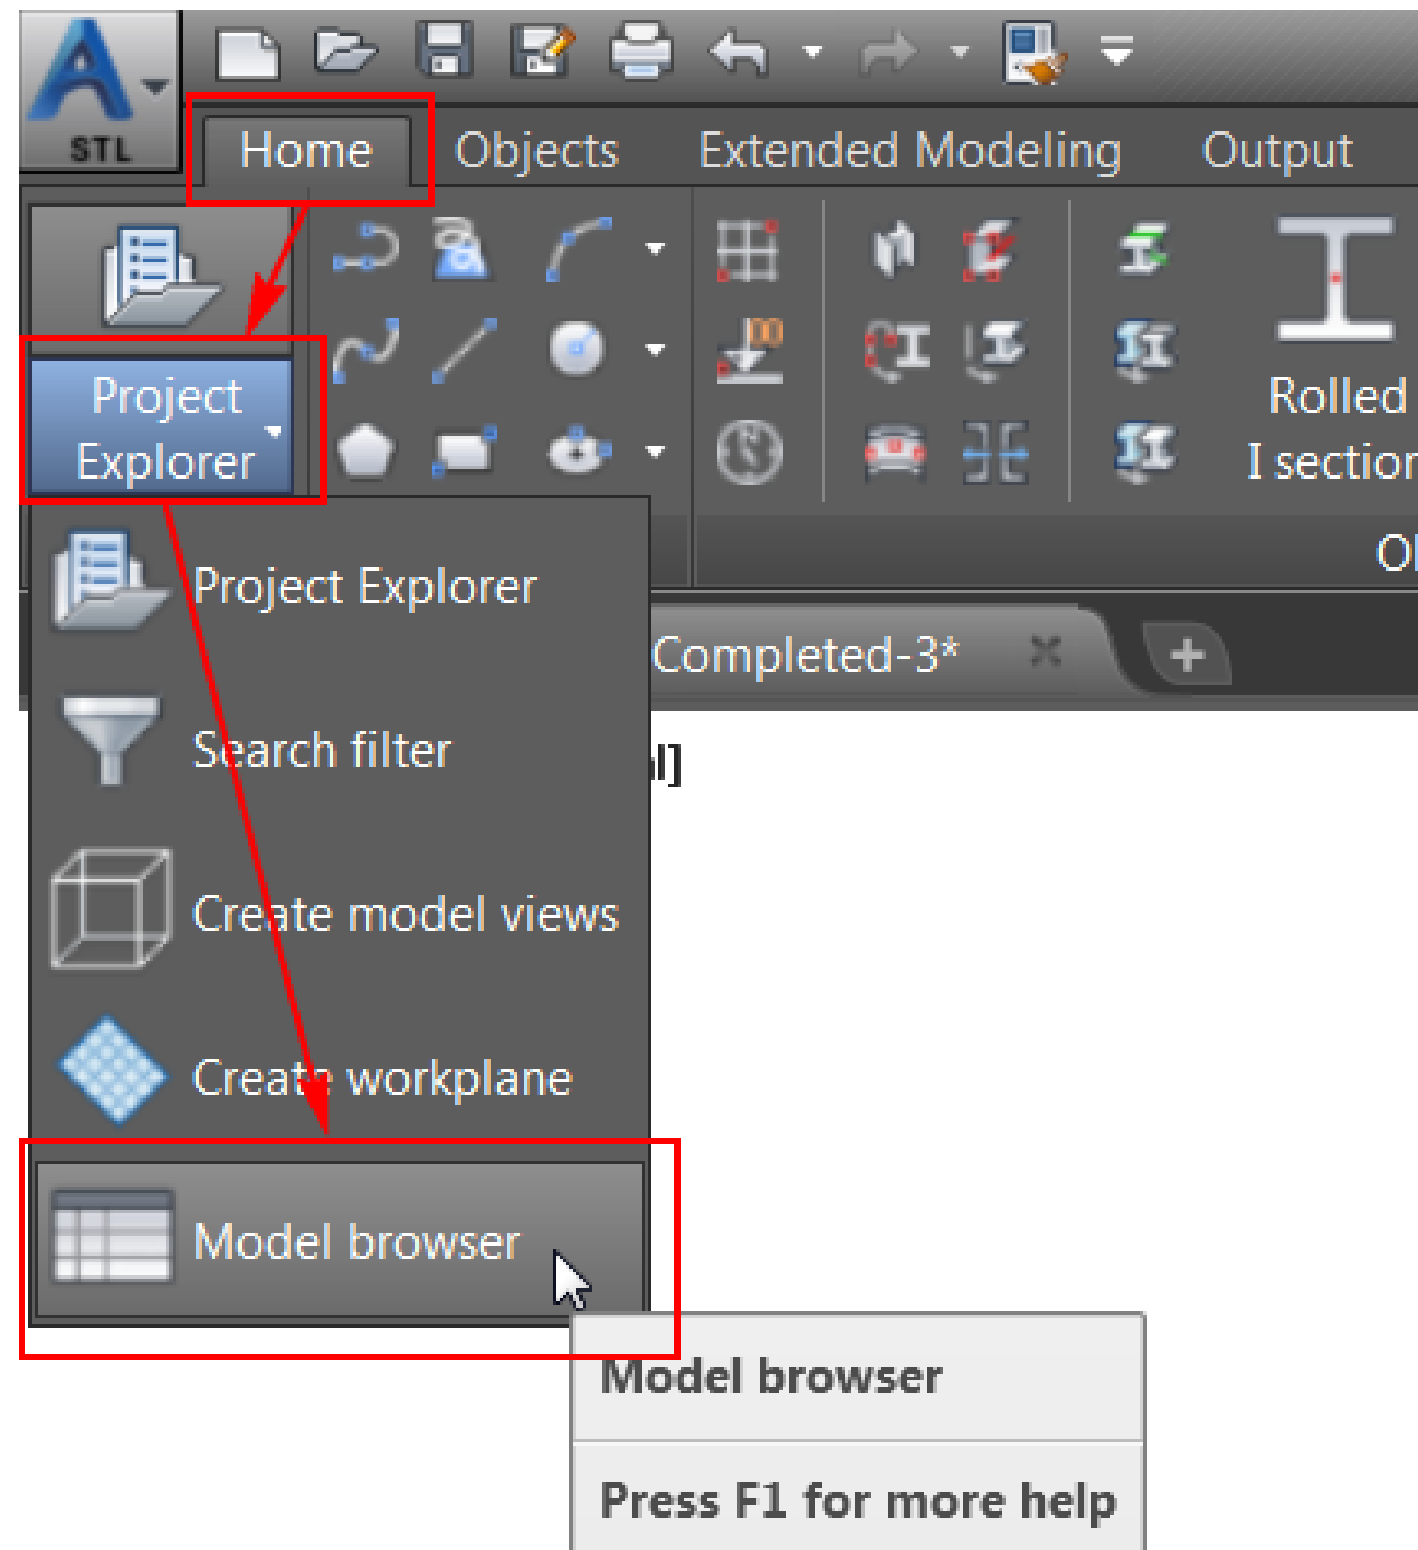 STL
Home Objects Extended Modeling Output
Project
Explorer
Rolled
I section
Project Explorer
Completed-3*
Search filter
al]
Create model views
Create workplane
Model browser
Model browser
Press F1 for more help